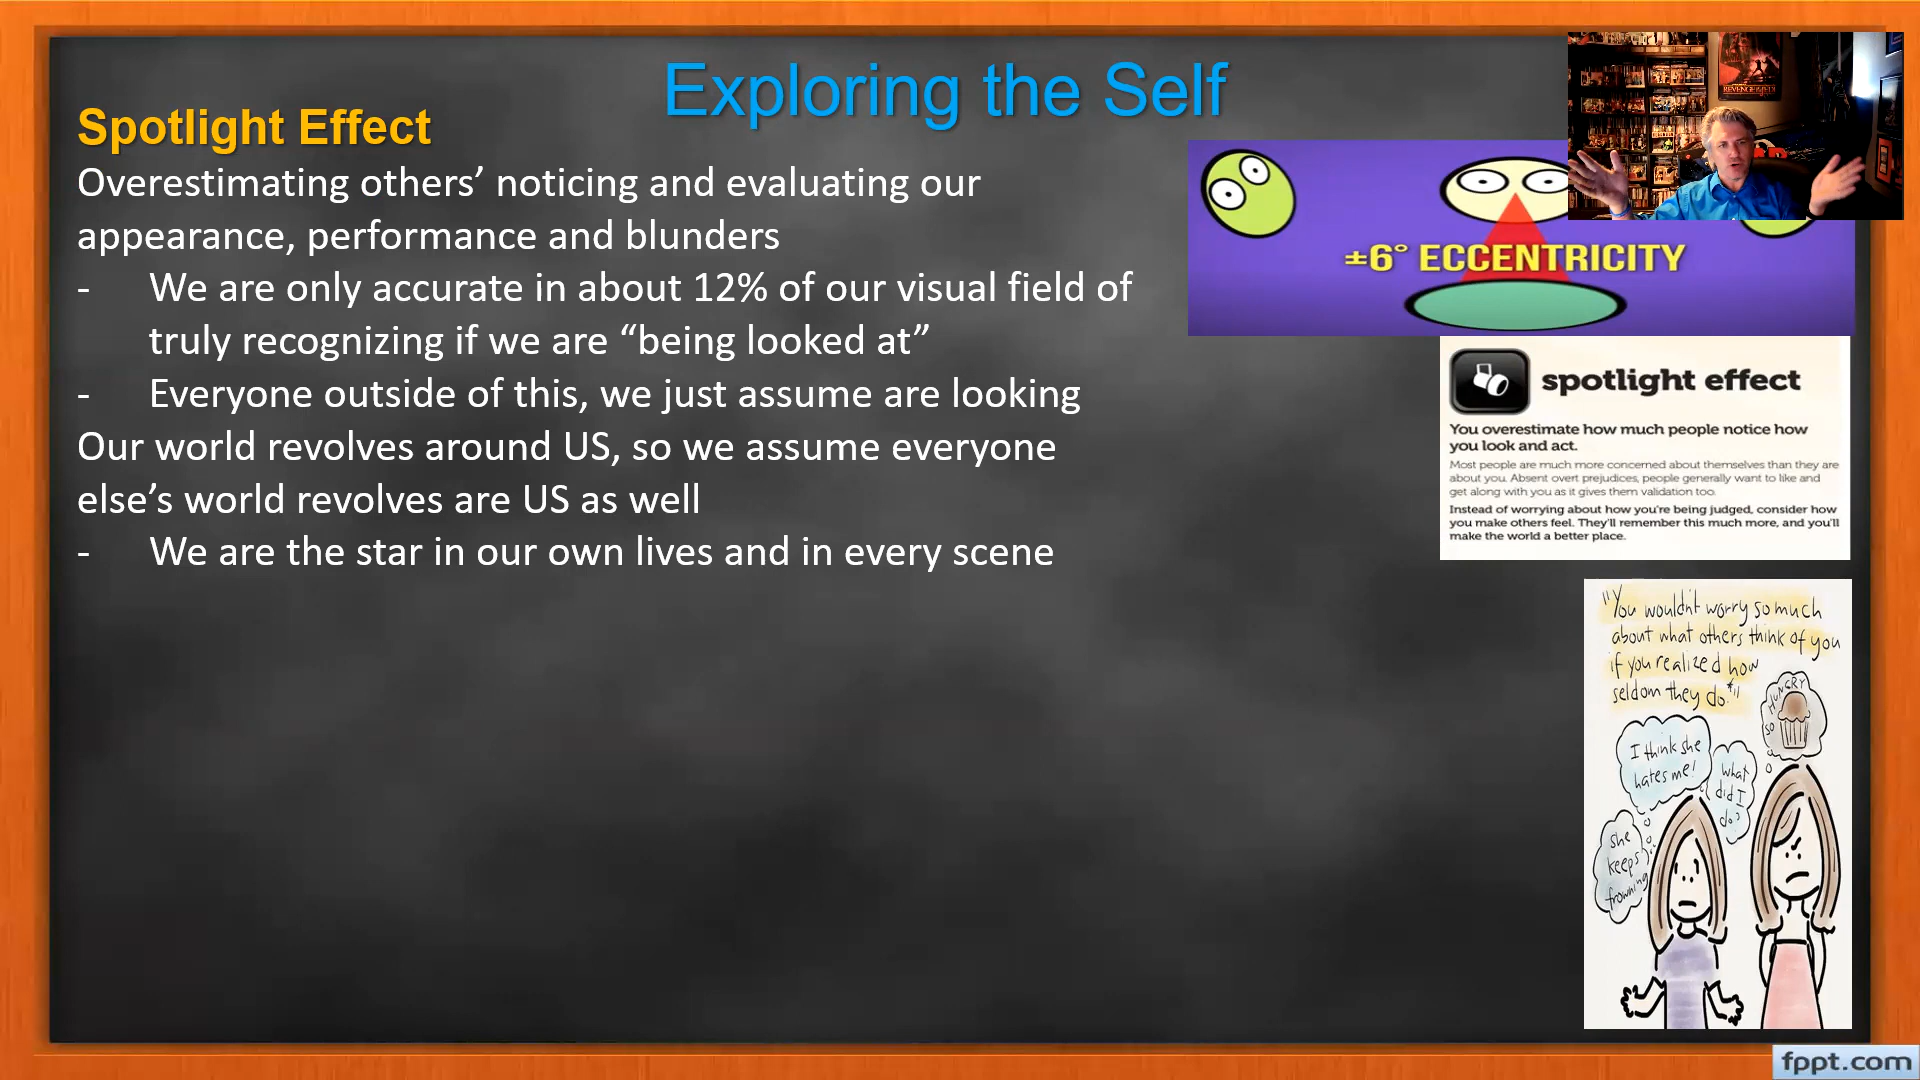 Exploring the Self
Spotlight Effect
Overestimating others’ noticing and evaluating our
appearance, performance and blunders
- We are only accurate in about 12% of our visual field of
truly recognizing if we are “being looked at”
- Everyone outside of this, we just assume are looking
Our world revolves around US, so we assume everyone
else’s world revolves are US as well
- We are the star in our own lives and in every scene
REVENGE
±6° ECCENTRICITY
spotlight effect
You overestimate how much people notice how
you look and act.
Most people are much more concerned about themselves than they are
about you. Absent overt prejudices, people generally want to like and
get along with you as it gives them validation too.
Instead of worrying about how you're being judged, consider how
you make others feel. They'll remember this much more, and you'll
make the world a better place.
"You wouldn't worry so much
about what others think of you
if you realized how
seldom they do."
SO HUNGRY
I think she
hates me!
what
did I
do?
she
keeps
frowning
fppt.com